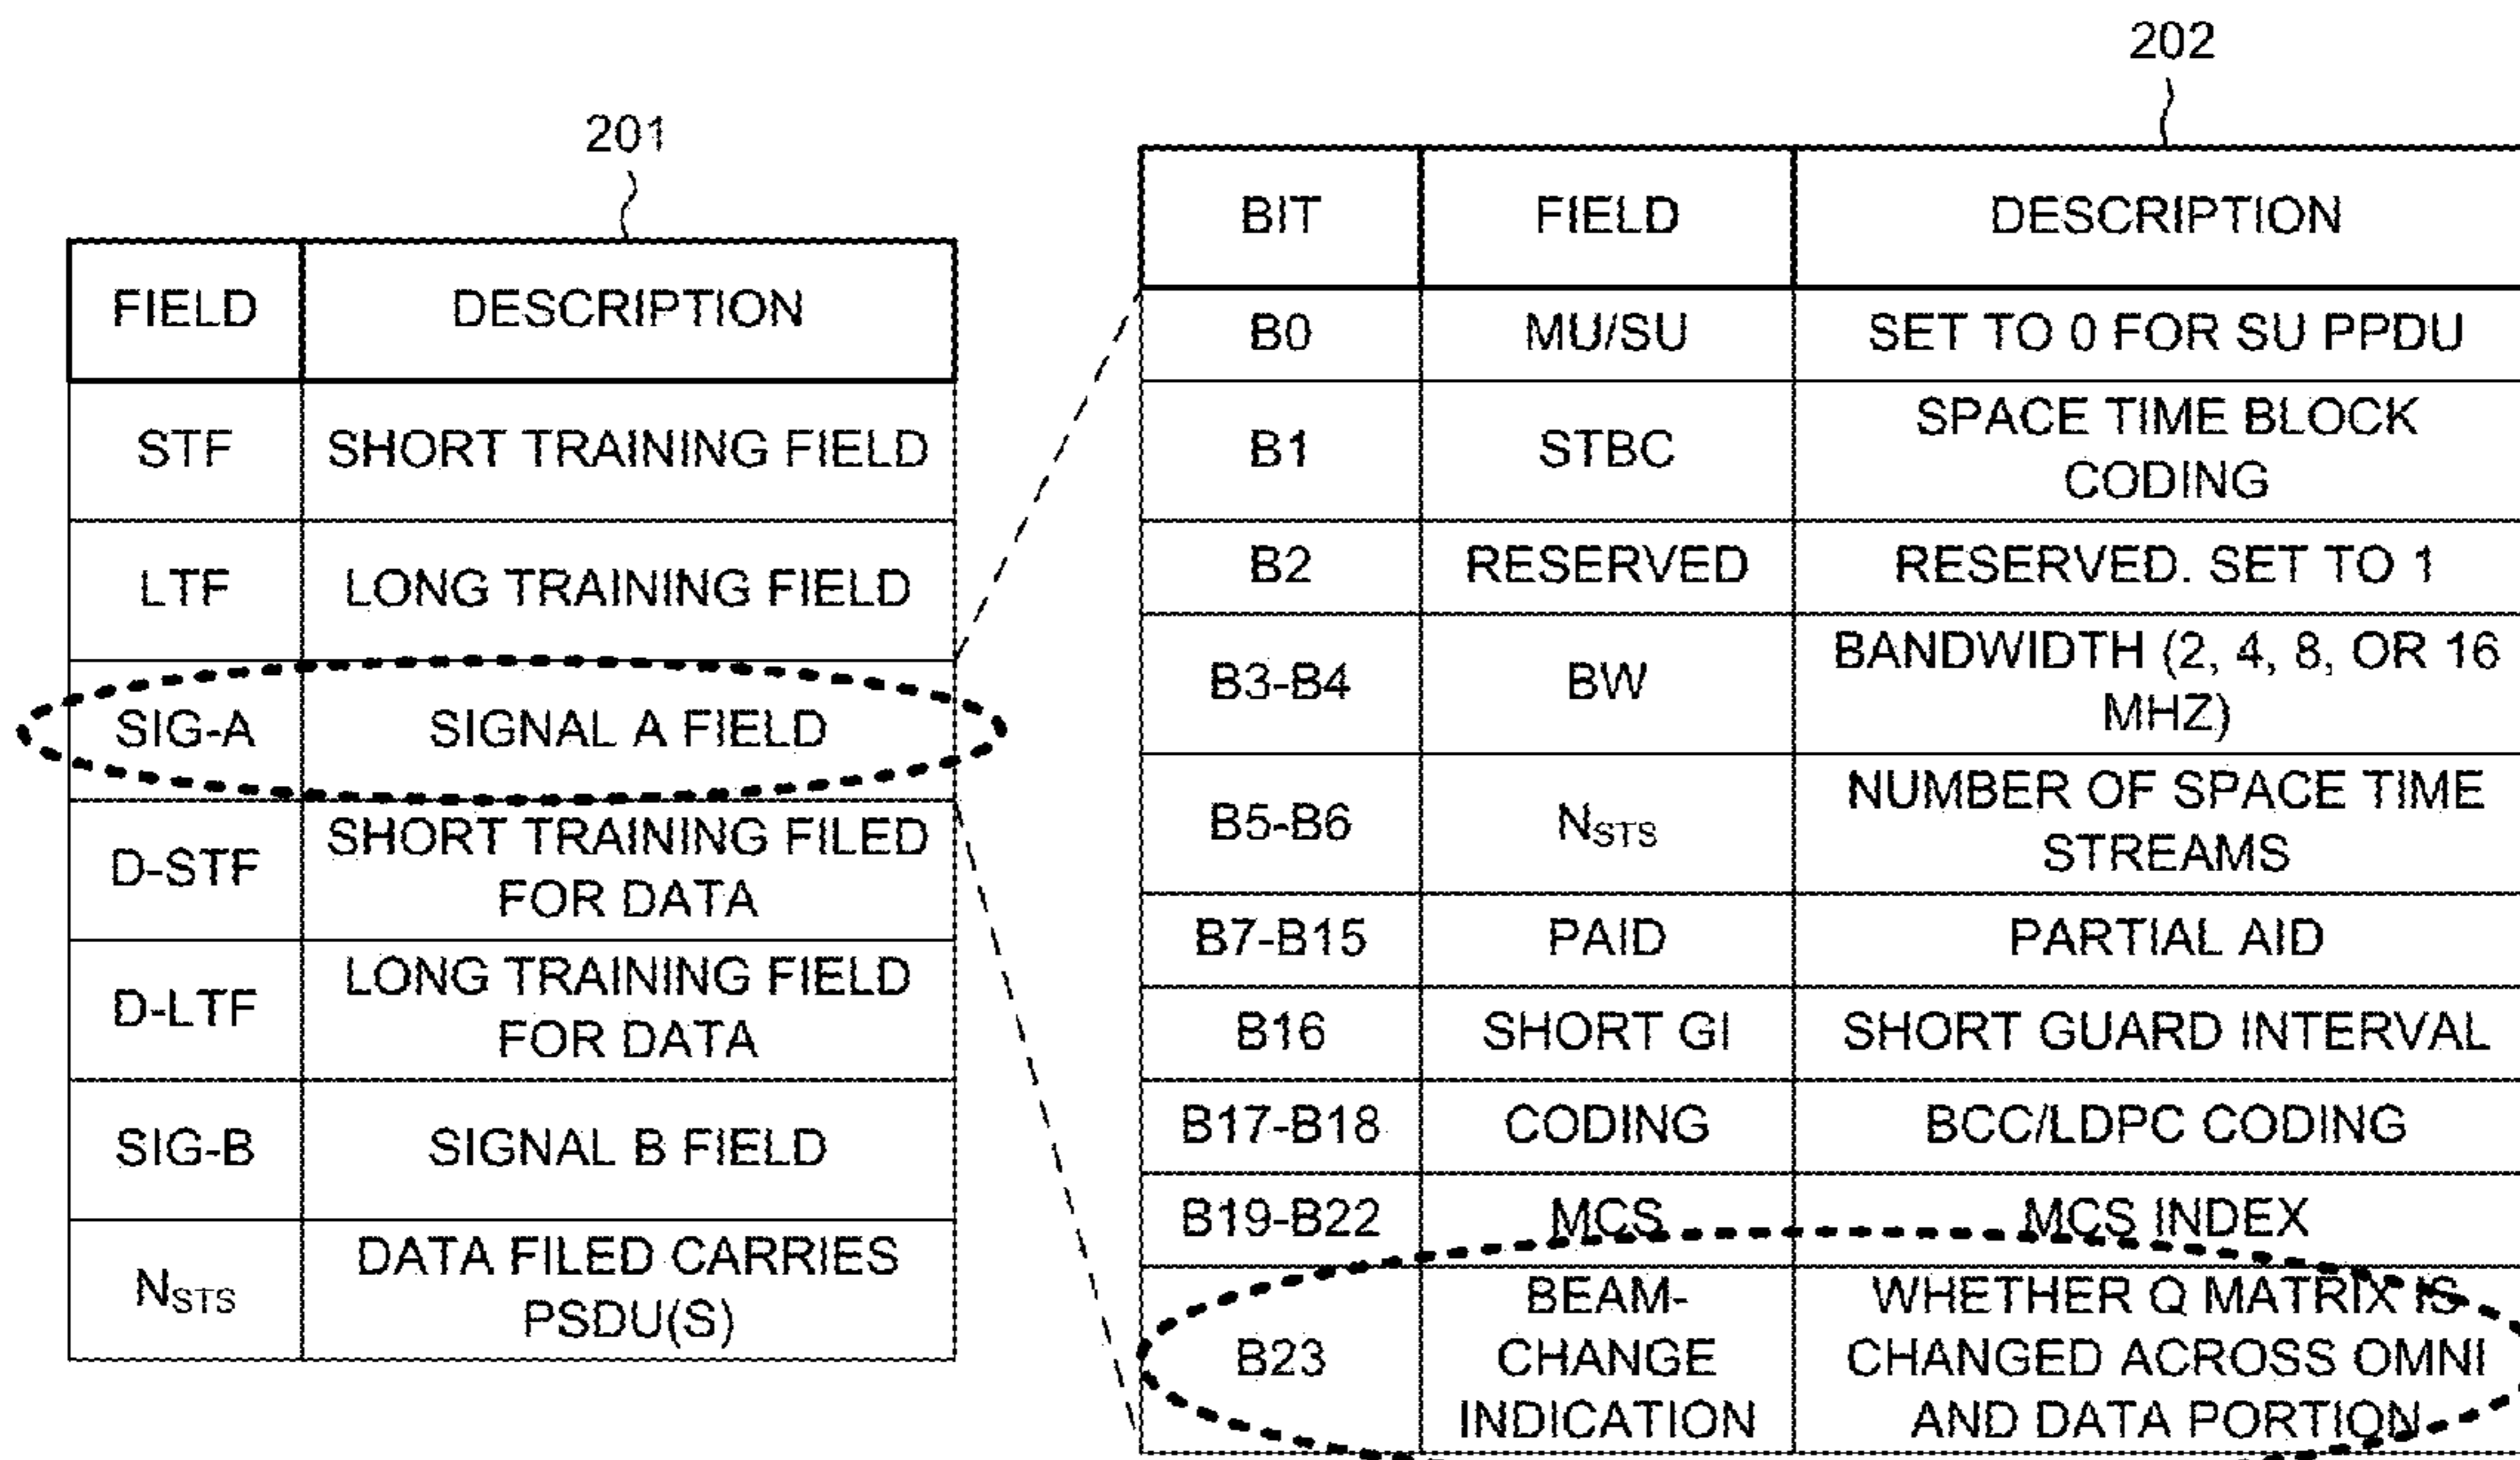 201
FIELD DESCRIPTION
STF SHORT TRAINING FIELD
LTF LONG TRAINING FIELD
SIG-A SIGNAL A FIELD
D-STF SHORT TRAINING FILED
FOR DATA
D-LTF LONG TRAINING FIELD
FOR DATA
SIG-B SIGNAL B FIELD
NSTS DATA FILED CARRIES
PSDU(S)
202
BIT FIELD DESCRIPTION
B0 MU/SU SET TO 0 FOR SU PPDU
B1 STBC SPACE TIME BLOCK
CODING
B2 RESERVED RESERVED. SET TO 1
B3-B4 BW BANDWIDTH (2, 4, 8, OR 16
MHZ)
B5-B6 NSTS NUMBER OF SPACE TIME
STREAMS
B7-B15 PAID PARTIAL AID
B16 SHORT GI SHORT GUARD INTERVAL
B17-B18 CODING BCC/LDPC CODING
B19-B22 MCS MCS INDEX
B23 BEAM-
CHANGE
INDICATION
WHETHER Q MATRIX IS
CHANGED ACROSS OMNI
AND DATA PORTION